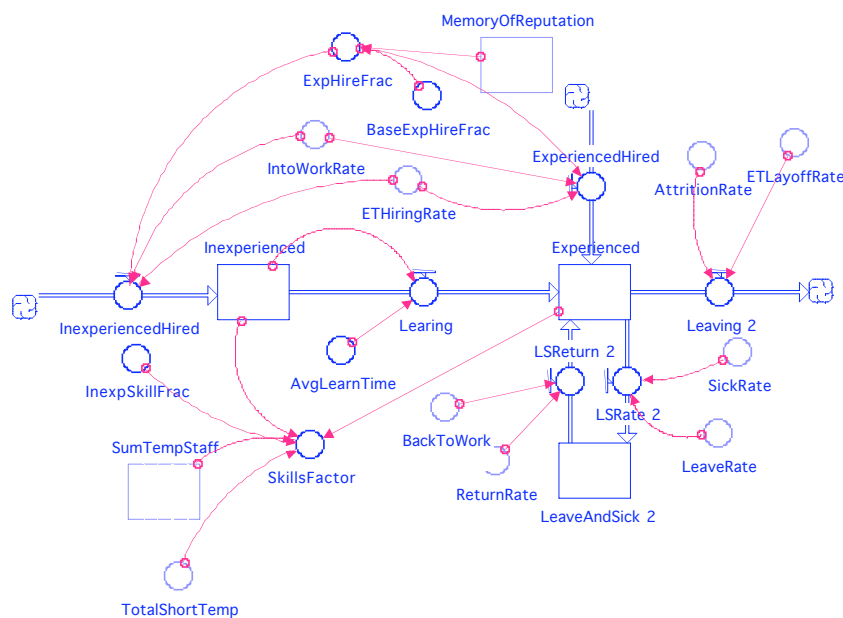 MemoryOfReputation
ExpHireFrac
BaseExpHireFrac
ExperiencedHired
IntoWorkRate
AttritionRate
ETLayoffRate
ETHiringRate
Inexperienced
Experienced
InexperiencedHired
Learing
Leaving 2
LSReturn 2
AvgLearnTime
InexpSkillFrac
SickRate
LSRate 2
BackToWork
SumTempStaff
SkillsFactor
LeaveRate
ReturnRate
LeaveAndSick 2
TotalShortTemp